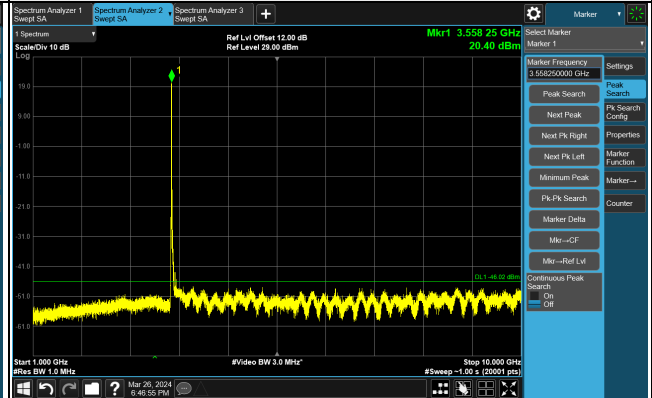 Spectrum Analyzer 1
Swept SA
Spectrum Analyzer 2
Swept SA
Spectrum Analyzer 3
Swept SA
+
Marker
1 Spectrum
Scale/Div 10 dB
Log
Ref Lvl Offset 12.00 dB
Ref Level 29.00 dBm
Mkr1 3.558 25 GHz
20.40 dBm
1
19.0
9.00
-1.00
-11.0
-21.0
-31.0
-41.0
-51.0
-61.0
DL1 -46.02 dBm
Start 1.000 GHz
#Res BW 1.0 MHz
#Video BW 3.0 MHz*
Stop 10.000 GHz
#Sweep ~1.00 s (20001 pts)
Select Marker
Marker 1
Marker Frequency
3.558250000 GHz
Peak Search
Next Peak
Next Pk Right
Next Pk Left
Minimum Peak
Pk-Pk Search
Marker Delta
Mkr→CF
Mkr→Ref Lvl
Continuous Peak
Search
On
Off
Settings
Peak
Search
Pk Search
Config
Properties
Marker
Function
Marker→
Counter
?
Mar 26, 2024
6:46:55 PM